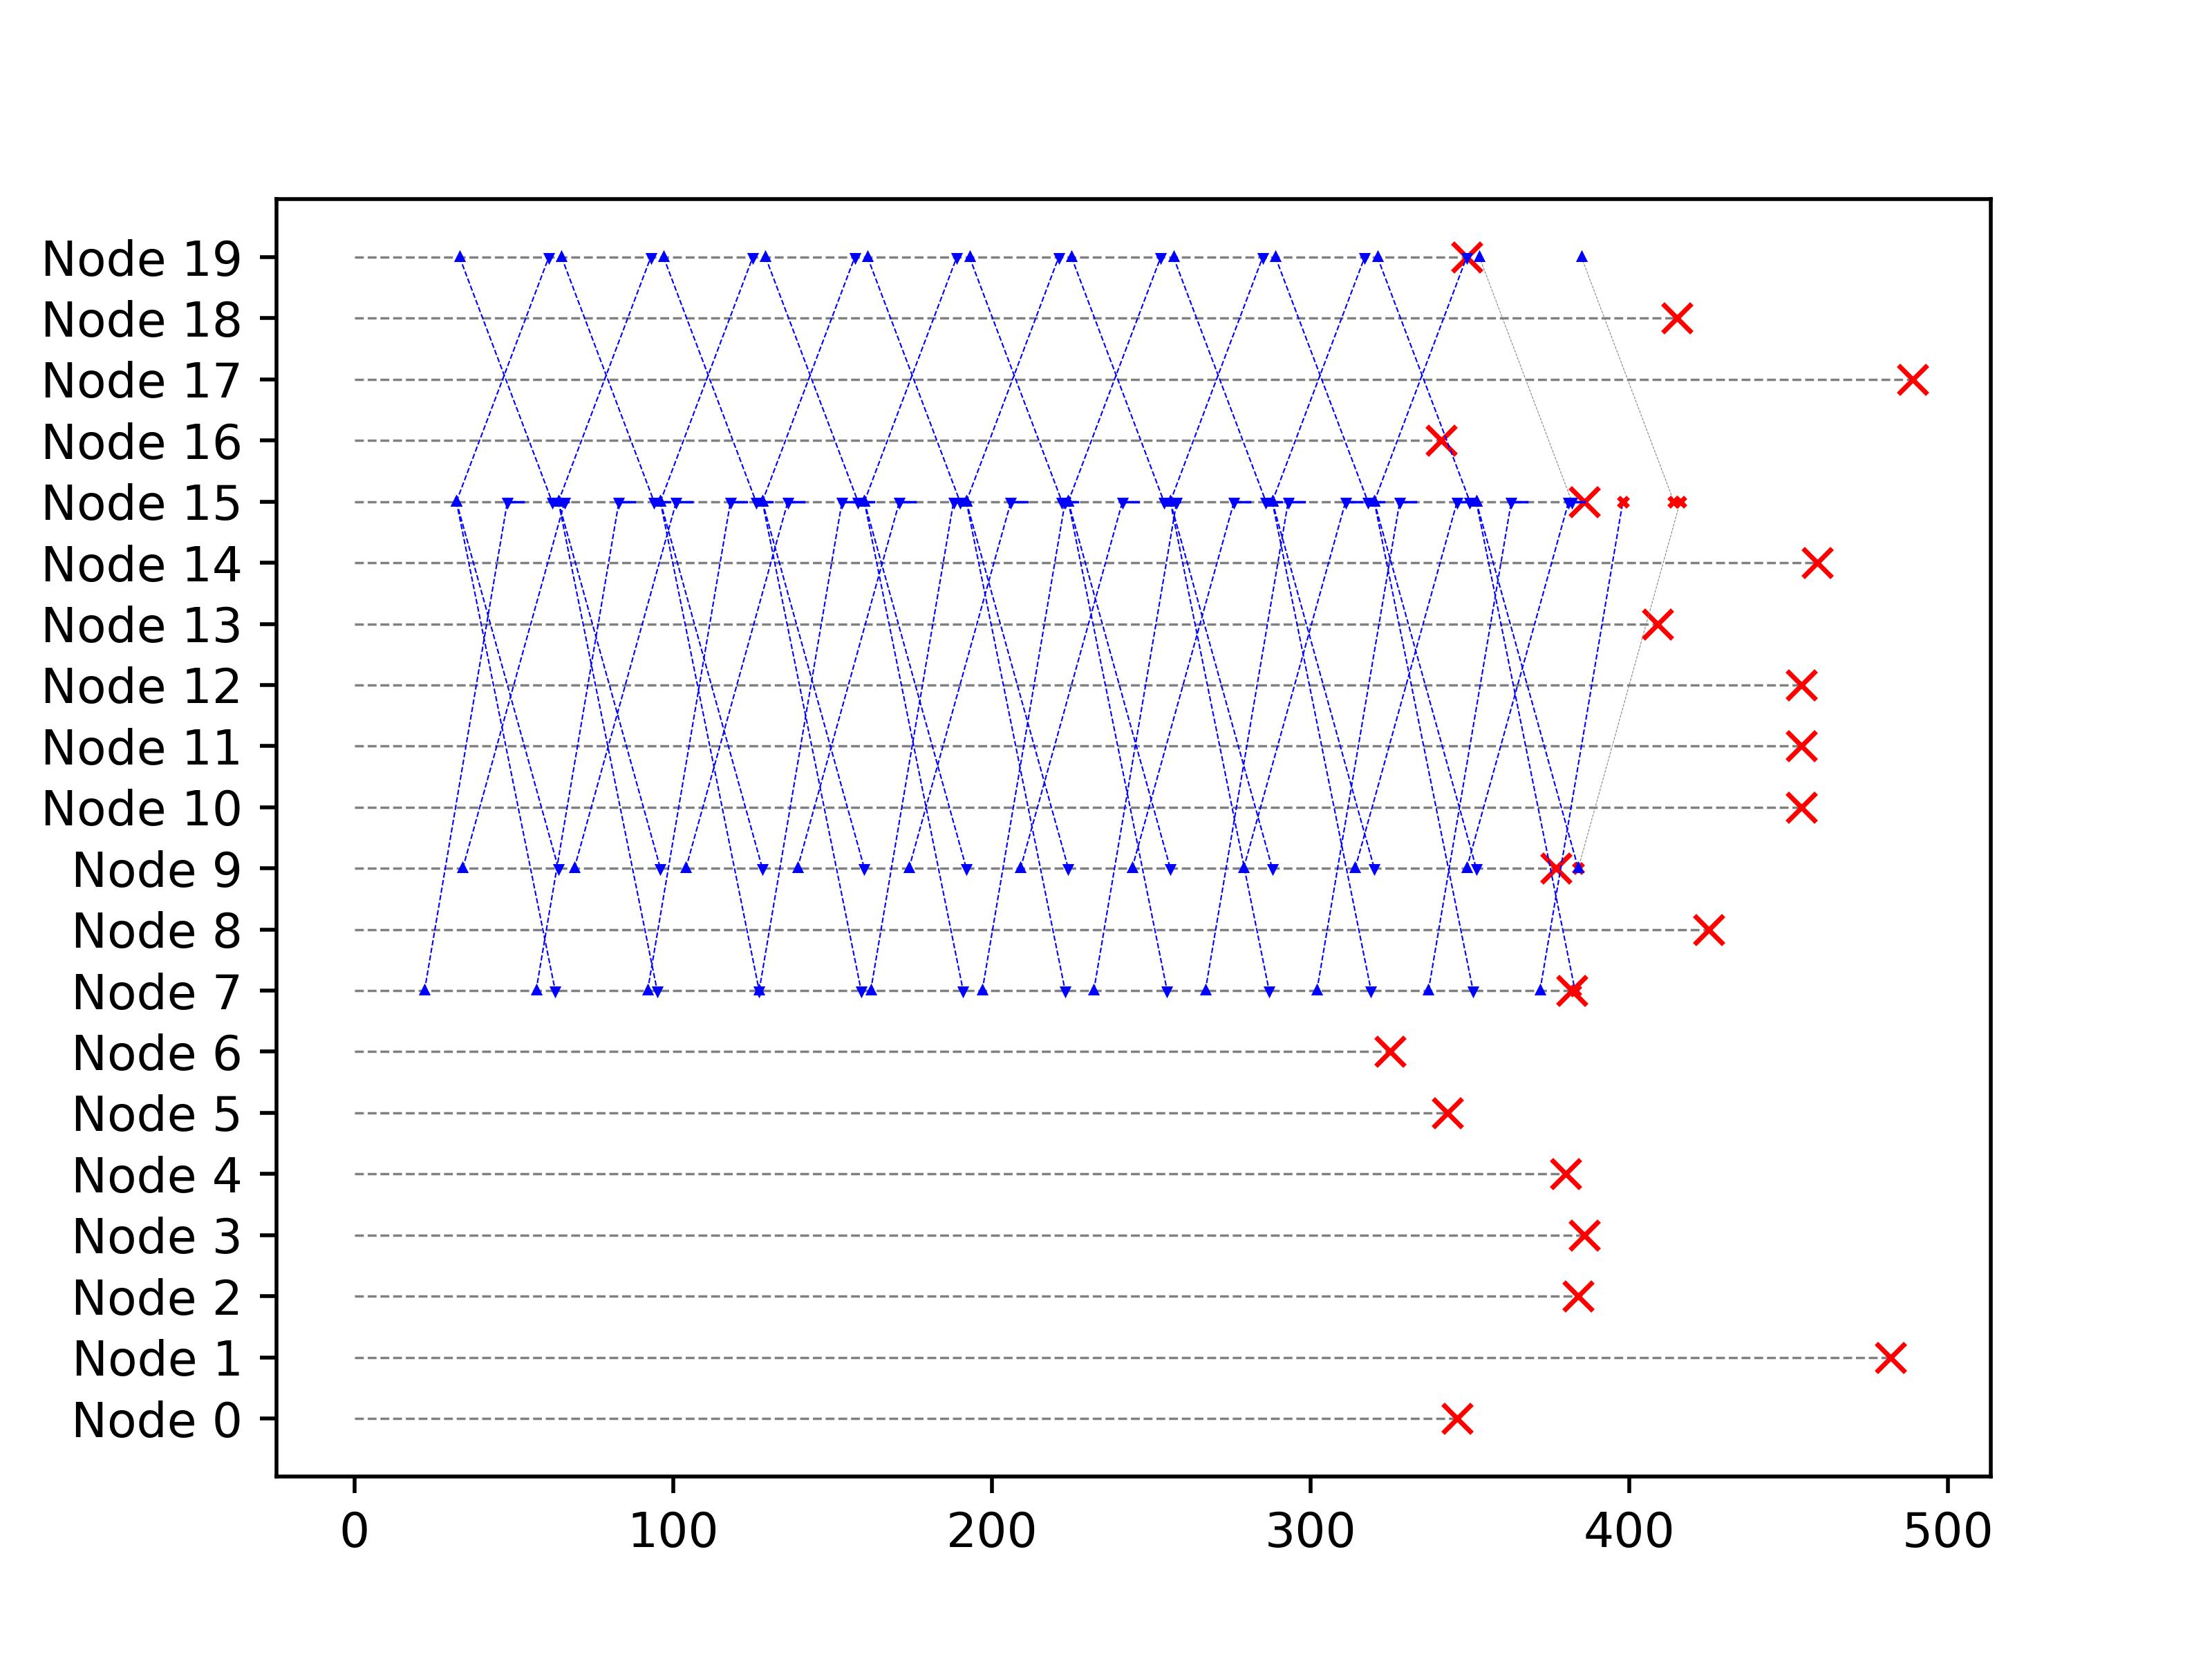 Node 19
Node 18
Node 17
Node 16
Node 15
Node 14
Node 13
Node 12
Node 11
Node 10
Node 9
Node 8
Node 7
Node 6
Node 5
Node 4
Node 3
Node 2
Node 1
Node 0
0 100 200 300 400 500